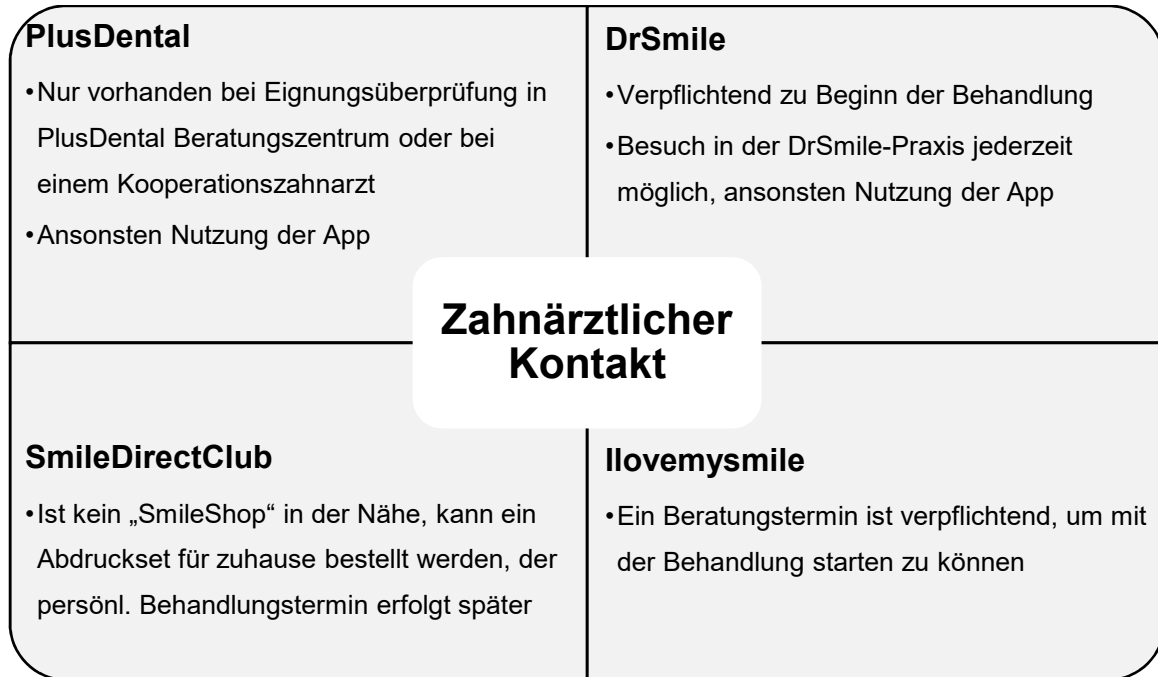 PlusDental
•Nur vorhanden bei Eignungsüberprüfung in
PlusDental Beratungszentrum oder bei
einem Kooperationszahnarzt
•Ansonsten Nutzung der App
DrSmile
•Verpflichtend zu Beginn der Behandlung
•Besuch in der DrSmile-Praxis jederzeit
möglich, ansonsten Nutzung der App
Zahnärztlicher
Kontakt
SmileDirectClub
•Ist kein „SmileShop“ in der Nähe, kann ein
Abdruckset für zuhause bestellt werden, der
persönl. Behandlungstermin erfolgt später
Ilovemysmile
•Ein Beratungstermin ist verpflichtend, um mit
der Behandlung starten zu können